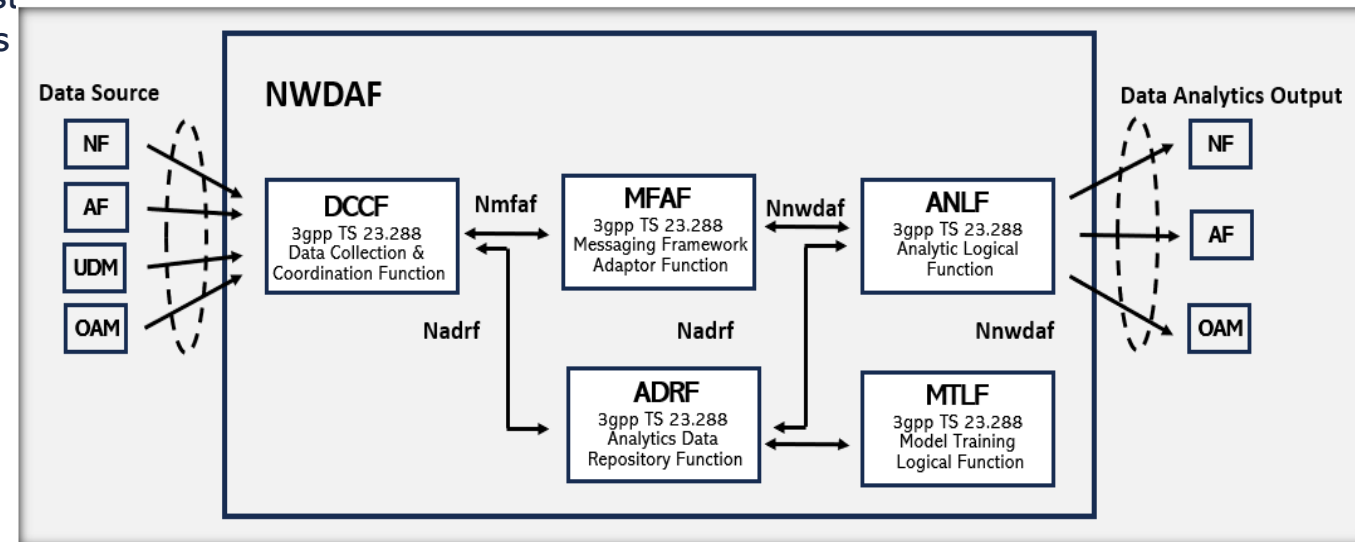 st
s
Data Source
NWDAF
Data Analytics Output
NF
AF
UDM
OAM
DCCF
3gpp TS 23.288
Data Collection &
Coordination Function
Nmfaf
MFAF
3gpp TS 23.288
Messaging Framework
Adaptor Function
Nnwdaf
ANLF
3gpp TS 23.288
Analytic Logical
Function
NF
AF
OAM
Nadrf
Nadrf
Nnwdaf
ADRF
3gpp TS 23.288
Analytics Data
Repository Function
MTLF
3gpp TS 23.288
Model Training
Logical Function